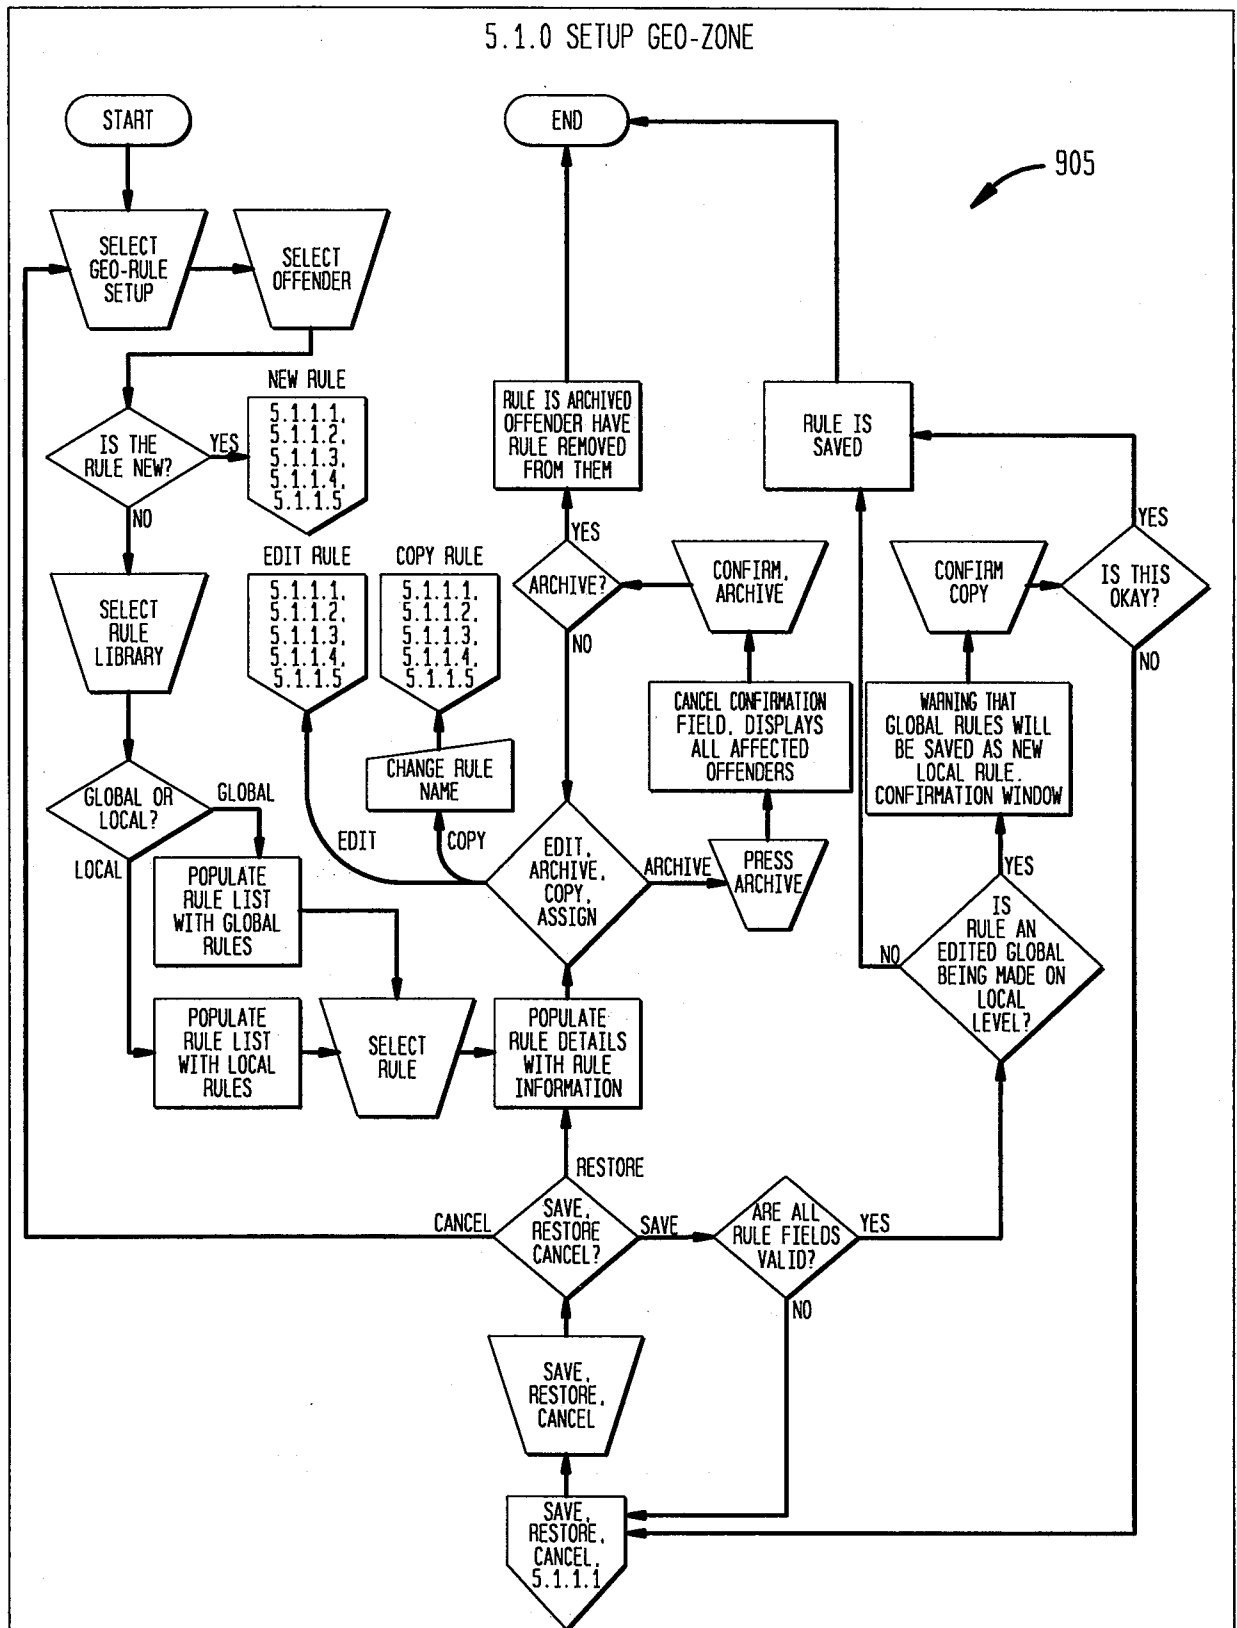 5.1.0 SETUP GEO-ZONE
START
END
905
SELECT
GEO-RULE
SETUP
SELECT
OFFENDER
NEW RULE
5.1.1.1,
5.1.1.2,
5.1.1.3,
5.1.1.4,
5.1.1.5
IS THE
RULE NEW?
YES
NO
RULE IS ARCHIVED
OFFENDER HAVE
RULE REMOVED
FROM THEM
RULE IS
SAVED
YES
YES
EDIT RULE
5.1.1.1,
5.1.1.2,
5.1.1.3,
5.1.1.4,
5.1.1.5
COPY RULE
5.1.1.1,
5.1.1.2,
5.1.1.3,
5.1.1.4,
5.1.1.5
ARCHIVE?
NO
CONFIRM,
ARCHIVE
CONFIRM
COPY
IS THIS
OKAY?
NO
SELECT
RULE
LIBRARY
CANCEL CONFIRMATION
FIELD, DISPLAYS
ALL AFFECTED
OFFENDERS
WARNING THAT
GLOBAL RULES WILL
BE SAVED AS NEW
LOCAL RULE.
CONFIRMATION WINDOW
CHANGE RULE
NAME
GLOBAL OR
LOCAL?
GLOBAL
LOCAL
EDIT
COPY
EDIT,
ARCHIVE,
COPY,
ASSIGN
ARCHIVE
PRESS
ARCHIVE
YES
POPULATE
RULE LIST
WITH GLOBAL
RULES
IS
RULE AN
EDITED GLOBAL
BEING MADE ON
LOCAL
LEVEL?
NO
POPULATE
RULE LIST
WITH LOCAL
RULES
SELECT
RULE
POPULATE
RULE DETAILS
WITH RULE
INFORMATION
RESTORE
CANCEL
SAVE,
RESTORE
CANCEL?
SAVE
ARE ALL
RULE FIELDS
VALID?
YES
NO
SAVE,
RESTORE,
CANCEL
SAVE,
RESTORE,
CANCEL,
5.1.1.1